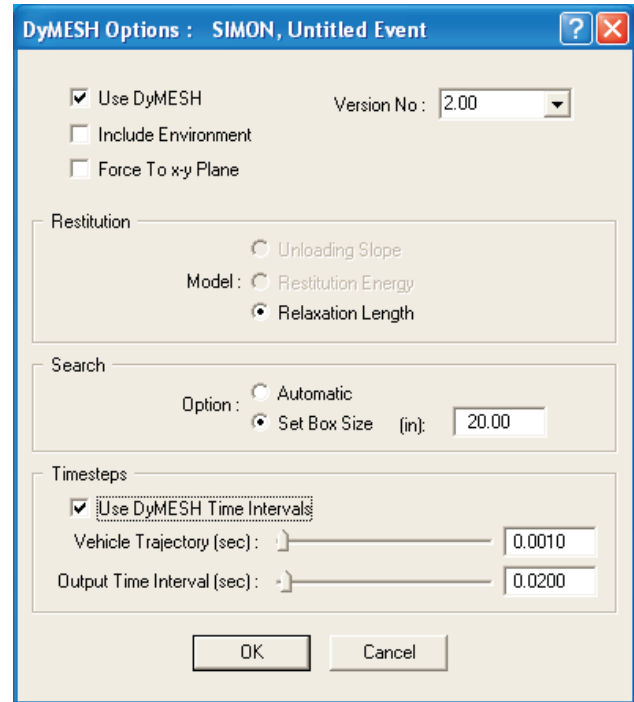 DyMESH Options : SIMON, Untitled Event
Use DyMESH Version No : 2.00
Include Environment
Force To x-y Plane
Restitution
Unloading Slope
Model : Restitution Energy
Relaxation Length
Search
Automatic
Option :
Set Box Size (in): 20.00
Timesteps
Use DyMESH Time Intervals
Vehicle Trajectory (sec) : 0.0010
Output Time Interval (sec) : 0.0200
OK Cancel